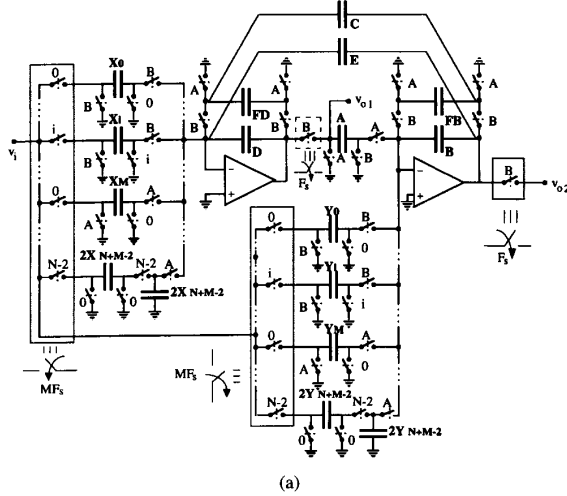 C
E
A A A A
FD FB
B B B B
D B A A B
v o1
A B
F s
B
v o2
F s
0 X0 B
B 0
v i
i X1 B
B i
0 XM A
A 0
N-2 2X N+M-2 N-2 A
0 0 2X N+M-2
MF s
0 Y0 B
B 0
i Y1 B
B i
0 YM A
MF s A 0
N-2 2Y N+M-2 N-2 A
0 0 2Y N+M-2
(a)